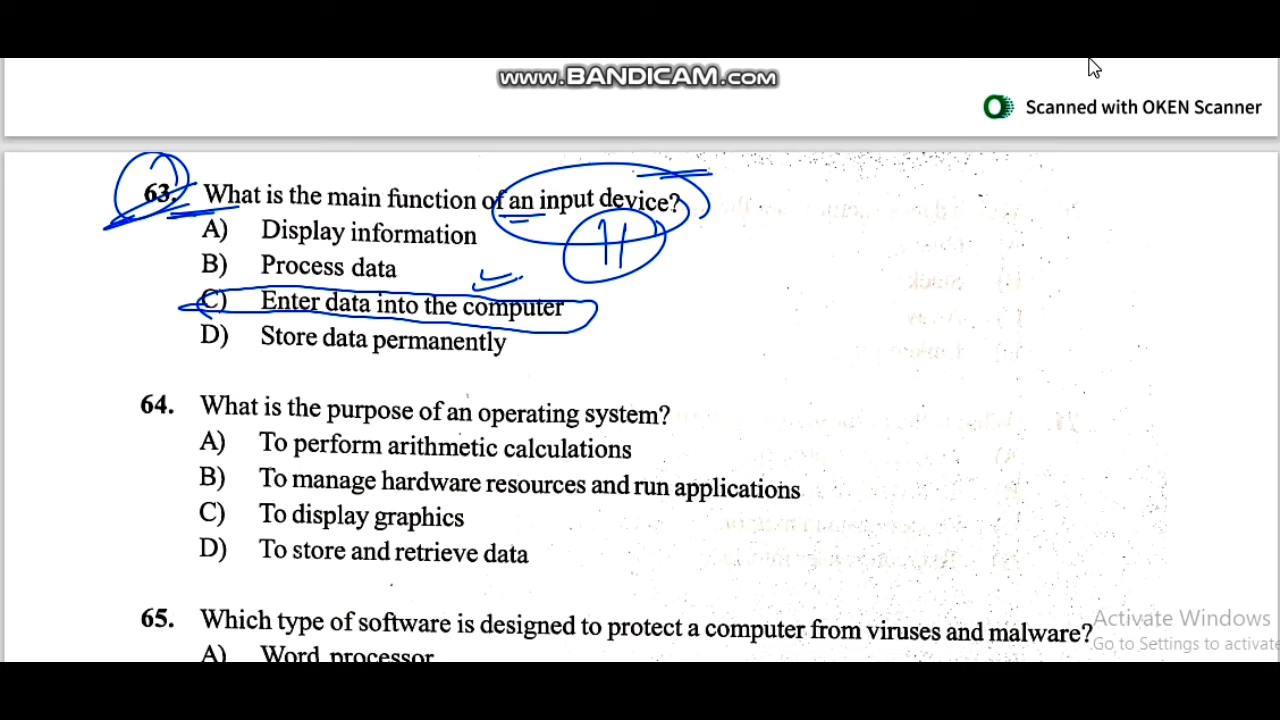 www.BANDICAM.com
Scanned with OKEN Scanner
63. What is the main function of an input device?
A) Display information
B) Process data
C) Enter data into the computer
D) Store data permanently
64. What is the purpose of an operating system?
A) To perform arithmetic calculations
B) To manage hardware resources and run applications
C) To display graphics
D) To store and retrieve data
65. Which type of software is designed to protect a computer from viruses and malware?
A) Word processor
Activate Windows
Go to Settings to activate